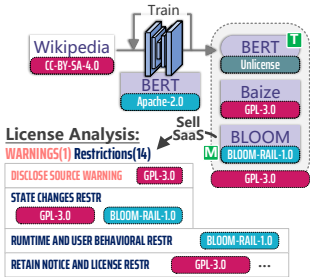 Train
Wikipedia
CC-BY-SA-4.0
BERT
Apache-2.0
BERT
T
Unlicense
Baize
GPL-3.0
BLOOM
M
BLOOM-RAIL-1.0
GPL-3.0
Sell
SaaS
License Analysis:
WARNINGS(1) Restrictions(14)
DISCLOSE SOURCE WARNING GPL-3.0
STATE CHANGES RESTR
GPL-3.0 BLOOM-RAIL-1.0
RUMTIME AND USER BEHAVIORAL RESTR BLOOM-RAIL-1.0
RETAIN NOTICE AND LICENSE RESTR GPL-3.0 ...